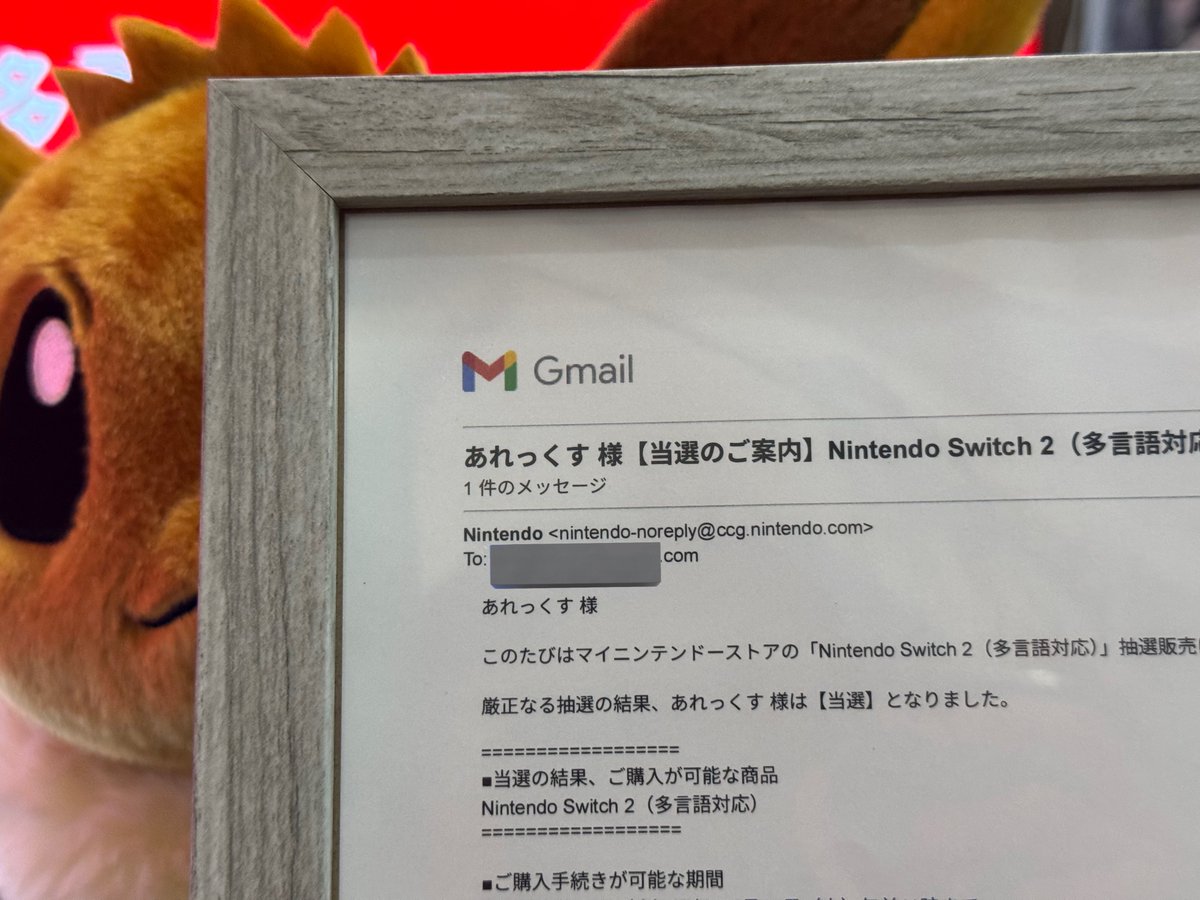 Gmail
あれっくす 様【当選のご案内】Nintendo Switch 2（多言語対応
1 件のメッセージ
Nintendo <nintendo-noreply@ccg.nintendo.com>
To: .com
あれっくす 様
このたびはマイニンテンドーストアの「Nintendo Switch 2（多言語対応）」抽選販売
厳正なる抽選の結果、あれっくす 様は【当選】となりました。
==================
■当選の結果、ご購入が可能な商品
Nintendo Switch 2（多言語対応）
==================
■ご購入手続きが可能な期間